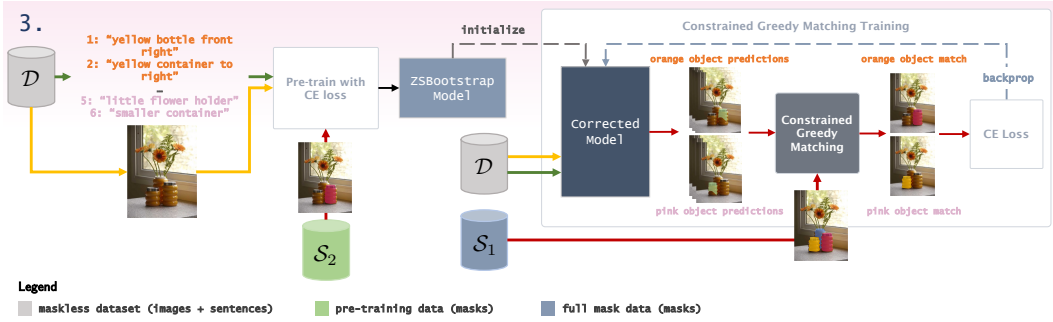 3.
1: "yellow bottle front
right"
2: "yellow container to
right"
–
5: "little flower holder"
6: "smaller container"
𝒟
Pre-train with
CE loss
𝒮₂
ZSBootstrap
Model
initialize
Constrained Greedy Matching Training
𝒟
𝒮₁
Corrected
Model
orange object predictions
pink object predictions
Constrained
Greedy
Matching
orange object match
pink object match
backprop
CE Loss
Legend
maskless dataset (images + sentences)
pre-training data (masks)
full mask data (masks)